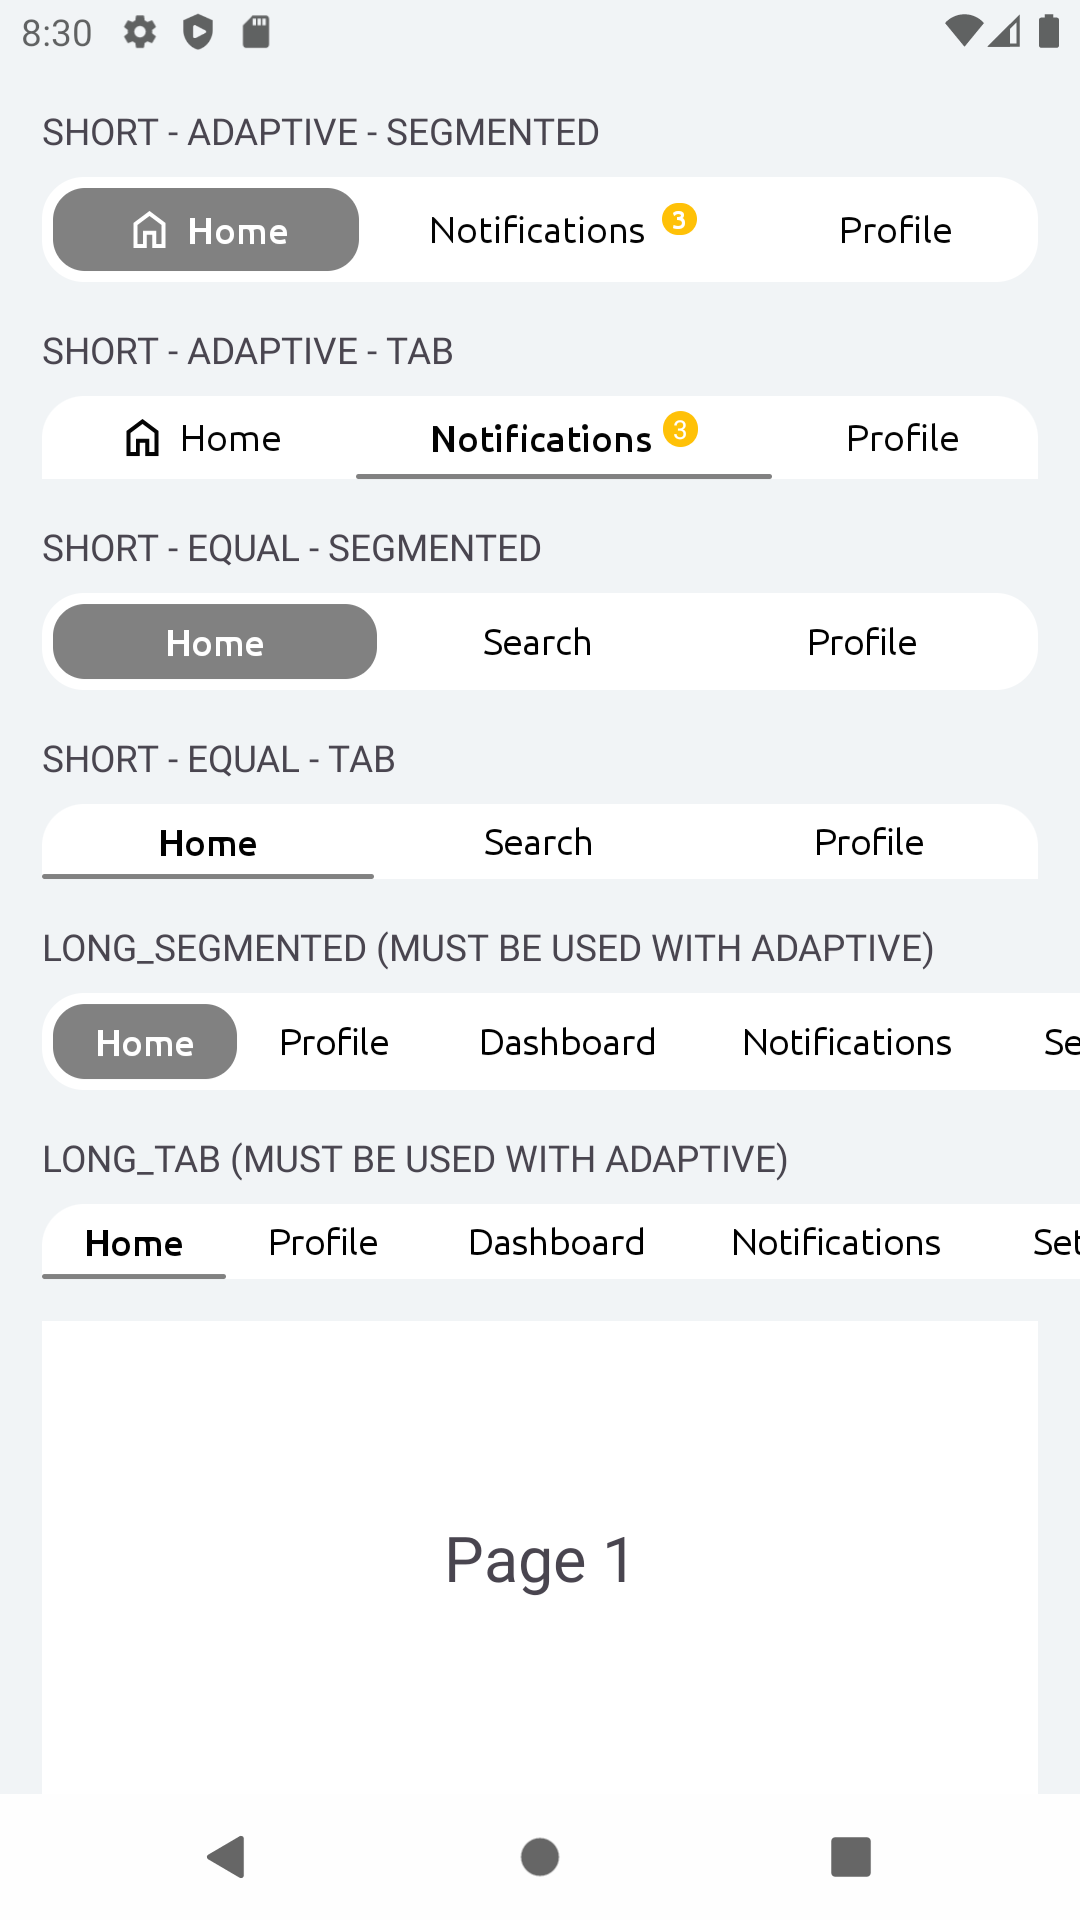 8:30
SHORT - ADAPTIVE - SEGMENTED
Home Notifications 3 Profile
SHORT - ADAPTIVE - TAB
Home Notifications 3 Profile
SHORT - EQUAL - SEGMENTED
Home Search Profile
SHORT - EQUAL - TAB
Home Search Profile
LONG_SEGMENTED (MUST BE USED WITH ADAPTIVE)
Home Profile Dashboard Notifications Se
LONG_TAB (MUST BE USED WITH ADAPTIVE)
Home Profile Dashboard Notifications Set
Page 1